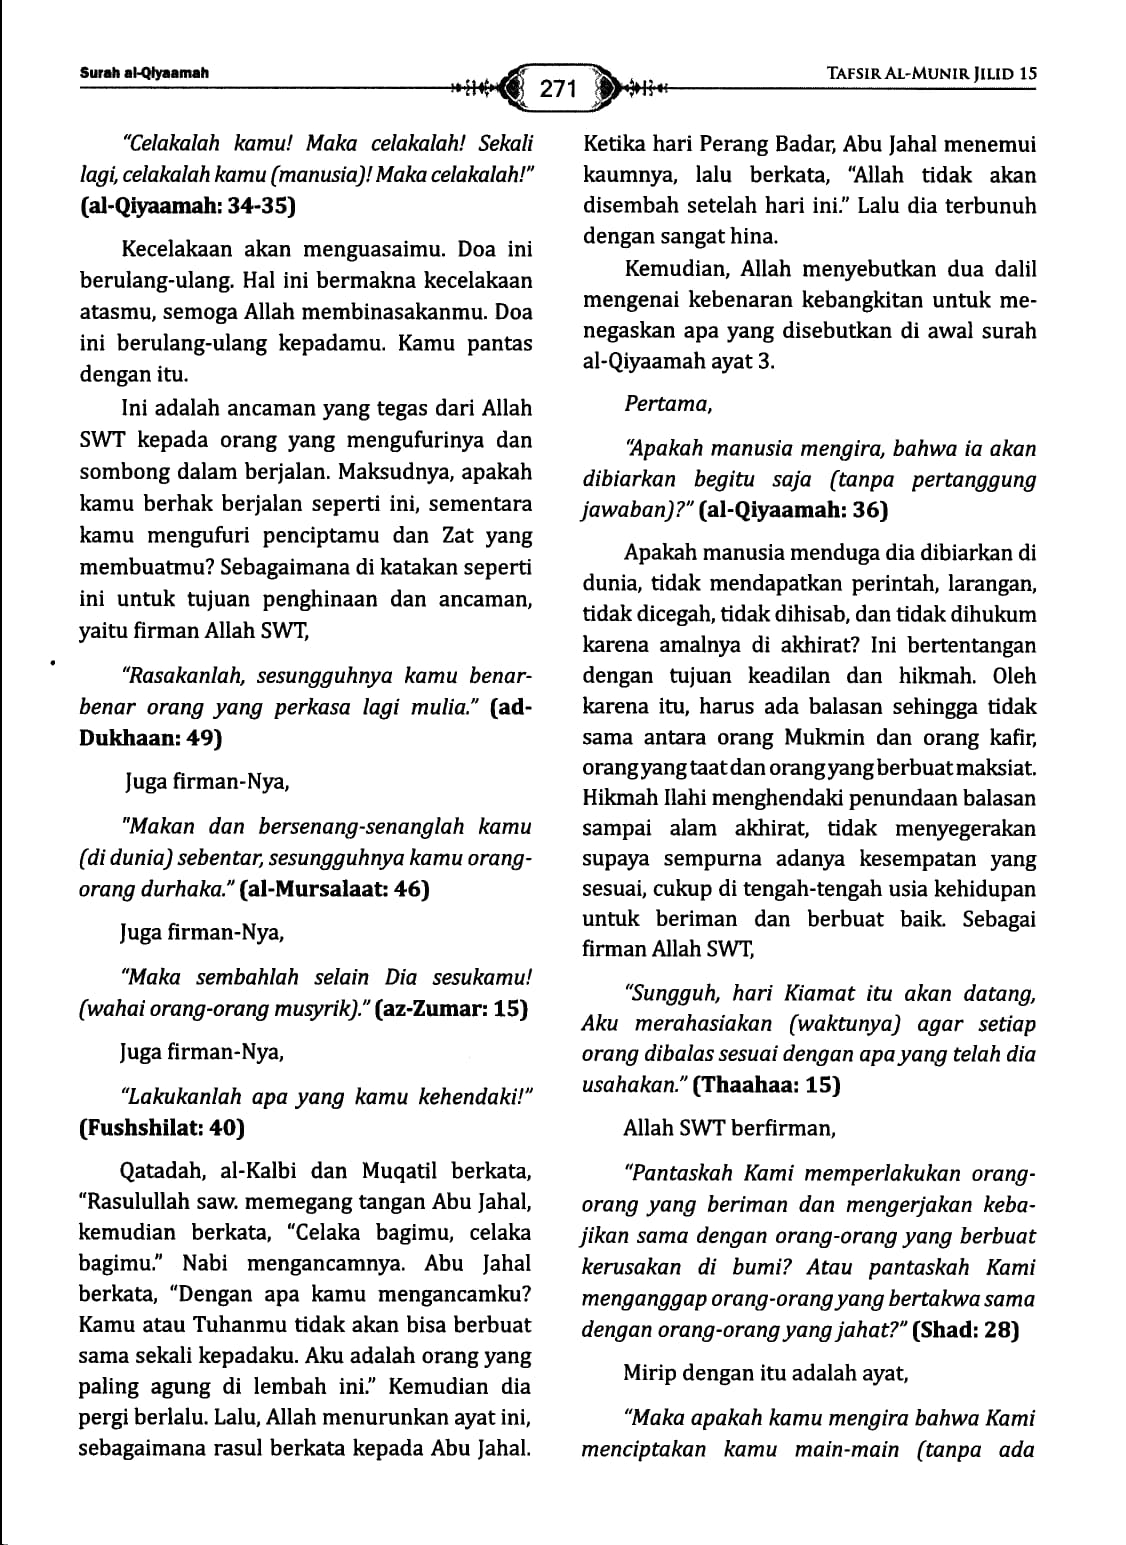 Surah al-Qiyaamah
271
TAFSIR AL-MUNIR JILID 15
“Celakalah kamu! Maka celakalah! Sekali
lagi, celakalah kamu (manusia)! Maka celakalah!”
(al-Qiyaamah: 34-35)
Kecelakaan akan menguasaimu. Doa ini
berulang-ulang. Hal ini bermakna kecelakaan
atasmu, semoga Allah membinasakanmu. Doa
ini berulang-ulang kepadamu. Kamu pantas
dengan itu.
Ini adalah ancaman yang tegas dari Allah
SWT kepada orang yang mengufurinya dan
sombong dalam berjalan. Maksudnya, apakah
kamu berhak berjalan seperti ini, sementara
kamu mengufuri penciptamu dan Zat yang
membuatmu? Sebagaimana di katakan seperti
ini untuk tujuan penghinaan dan ancaman,
yaitu firman Allah SWT,
“Rasakanlah, sesungguhnya kamu benar-
benar orang yang perkasa lagi mulia.” (ad-
Dukhaan: 49)
Juga firman-Nya,
"Makan dan bersenang-senanglah kamu
(di dunia) sebentar, sesungguhnya kamu orang-
orang durhaka.” (al-Mursalaat: 46)
Juga firman-Nya,
“Maka sembahlah selain Dia sesukamu!
(wahai orang-orang musyrik).” (az-Zumar: 15)
Juga firman-Nya,
“Lakukanlah apa yang kamu kehendaki!”
(Fushshilat: 40)
Qatadah, al-Kalbi dan Muqatil berkata,
“Rasulullah saw. memegang tangan Abu Jahal,
kemudian berkata, “Celaka bagimu, celaka
bagimu.” Nabi mengancamnya. Abu Jahal
berkata, “Dengan apa kamu mengancamku?
Kamu atau Tuhanmu tidak akan bisa berbuat
sama sekali kepadaku. Aku adalah orang yang
paling agung di lembah ini.” Kemudian dia
pergi berlalu. Lalu, Allah menurunkan ayat ini,
sebagaimana rasul berkata kepada Abu Jahal.
Ketika hari Perang Badar, Abu Jahal menemui
kaumnya, lalu berkata, “Allah tidak akan
disembah setelah hari ini.” Lalu dia terbunuh
dengan sangat hina.
Kemudian, Allah menyebutkan dua dalil
mengenai kebenaran kebangkitan untuk me-
negaskan apa yang disebutkan di awal surah
al-Qiyaamah ayat 3.
Pertama,
“Apakah manusia mengira, bahwa ia akan
dibiarkan begitu saja (tanpa pertanggung
jawaban)?” (al-Qiyaamah: 36)
Apakah manusia menduga dia dibiarkan di
dunia, tidak mendapatkan perintah, larangan,
tidak dicegah, tidak dihisab, dan tidak dihukum
karena amalnya di akhirat? Ini bertentangan
dengan tujuan keadilan dan hikmah. Oleh
karena itu, harus ada balasan sehingga tidak
sama antara orang Mukmin dan orang kafir,
orang yang taat dan orang yang berbuat maksiat.
Hikmah Ilahi menghendaki penundaan balasan
sampai alam akhirat, tidak menyegerakan
supaya sempurna adanya kesempatan yang
sesuai, cukup di tengah-tengah usia kehidupan
untuk beriman dan berbuat baik. Sebagai
firman Allah SWT,
“Sungguh, hari Kiamat itu akan datang,
Aku merahasiakan (waktunya) agar setiap
orang dibalas sesuai dengan apa yang telah dia
usahakan.” (Thaahaa: 15)
Allah SWT berfirman,
“Pantaskah Kami memperlakukan orang-
orang yang beriman dan mengerjakan keba-
jikan sama dengan orang-orang yang berbuat
kerusakan di bumi? Atau pantaskah Kami
menganggap orang-orang yang bertakwa sama
dengan orang-orang yang jahat?” (Shad: 28)
Mirip dengan itu adalah ayat,
“Maka apakah kamu mengira bahwa Kami
menciptakan kamu main-main (tanpa ada